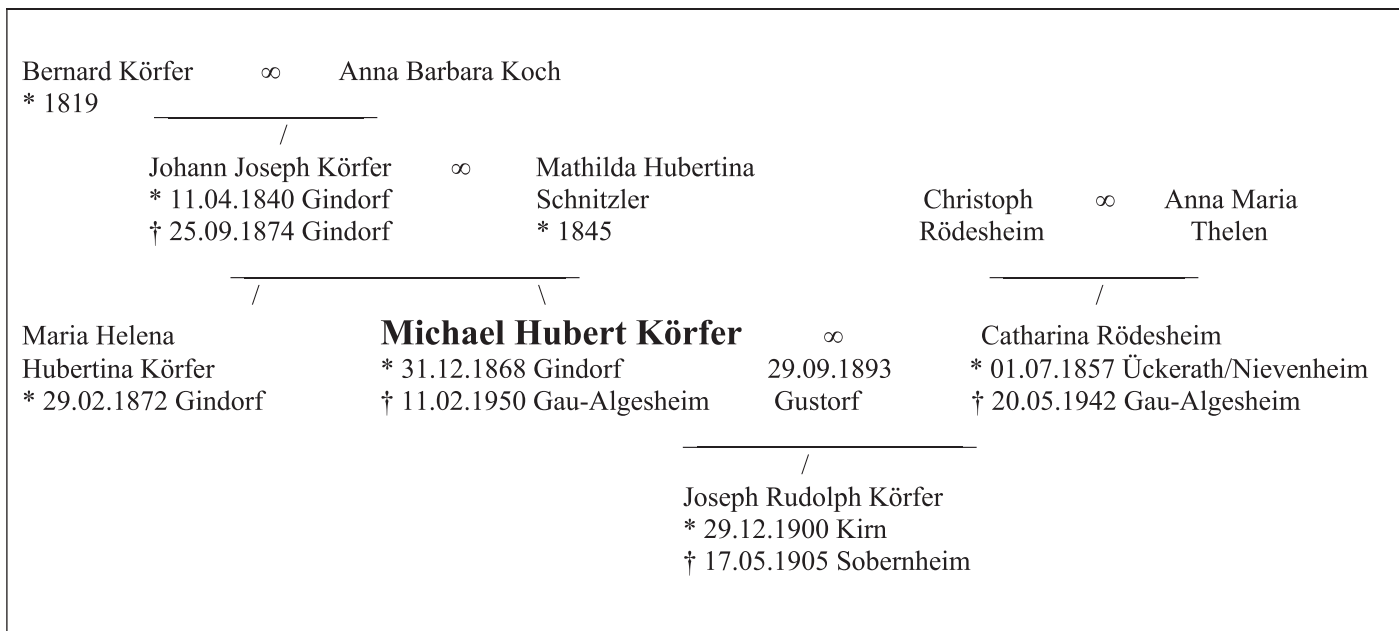 Bernard Körfer ∞ Anna Barbara Koch
* 1819
/
Johann Joseph Körfer ∞ Mathilda Hubertina
* 11.04.1840 Gindorf Schnitzler Christoph ∞ Anna Maria
† 25.09.1874 Gindorf * 1845 Rödesheim Thelen
/ \ /
Maria Helena Michael Hubert Körfer ∞ Catharina Rödesheim
Hubertina Körfer * 31.12.1868 Gindorf 29.09.1893 * 01.07.1857 Ückerath/Nievenheim
* 29.02.1872 Gindorf † 11.02.1950 Gau-Algesheim Gustorf † 20.05.1942 Gau-Algesheim
/
Joseph Rudolph Körfer
* 29.12.1900 Kirn
† 17.05.1905 Sobernheim